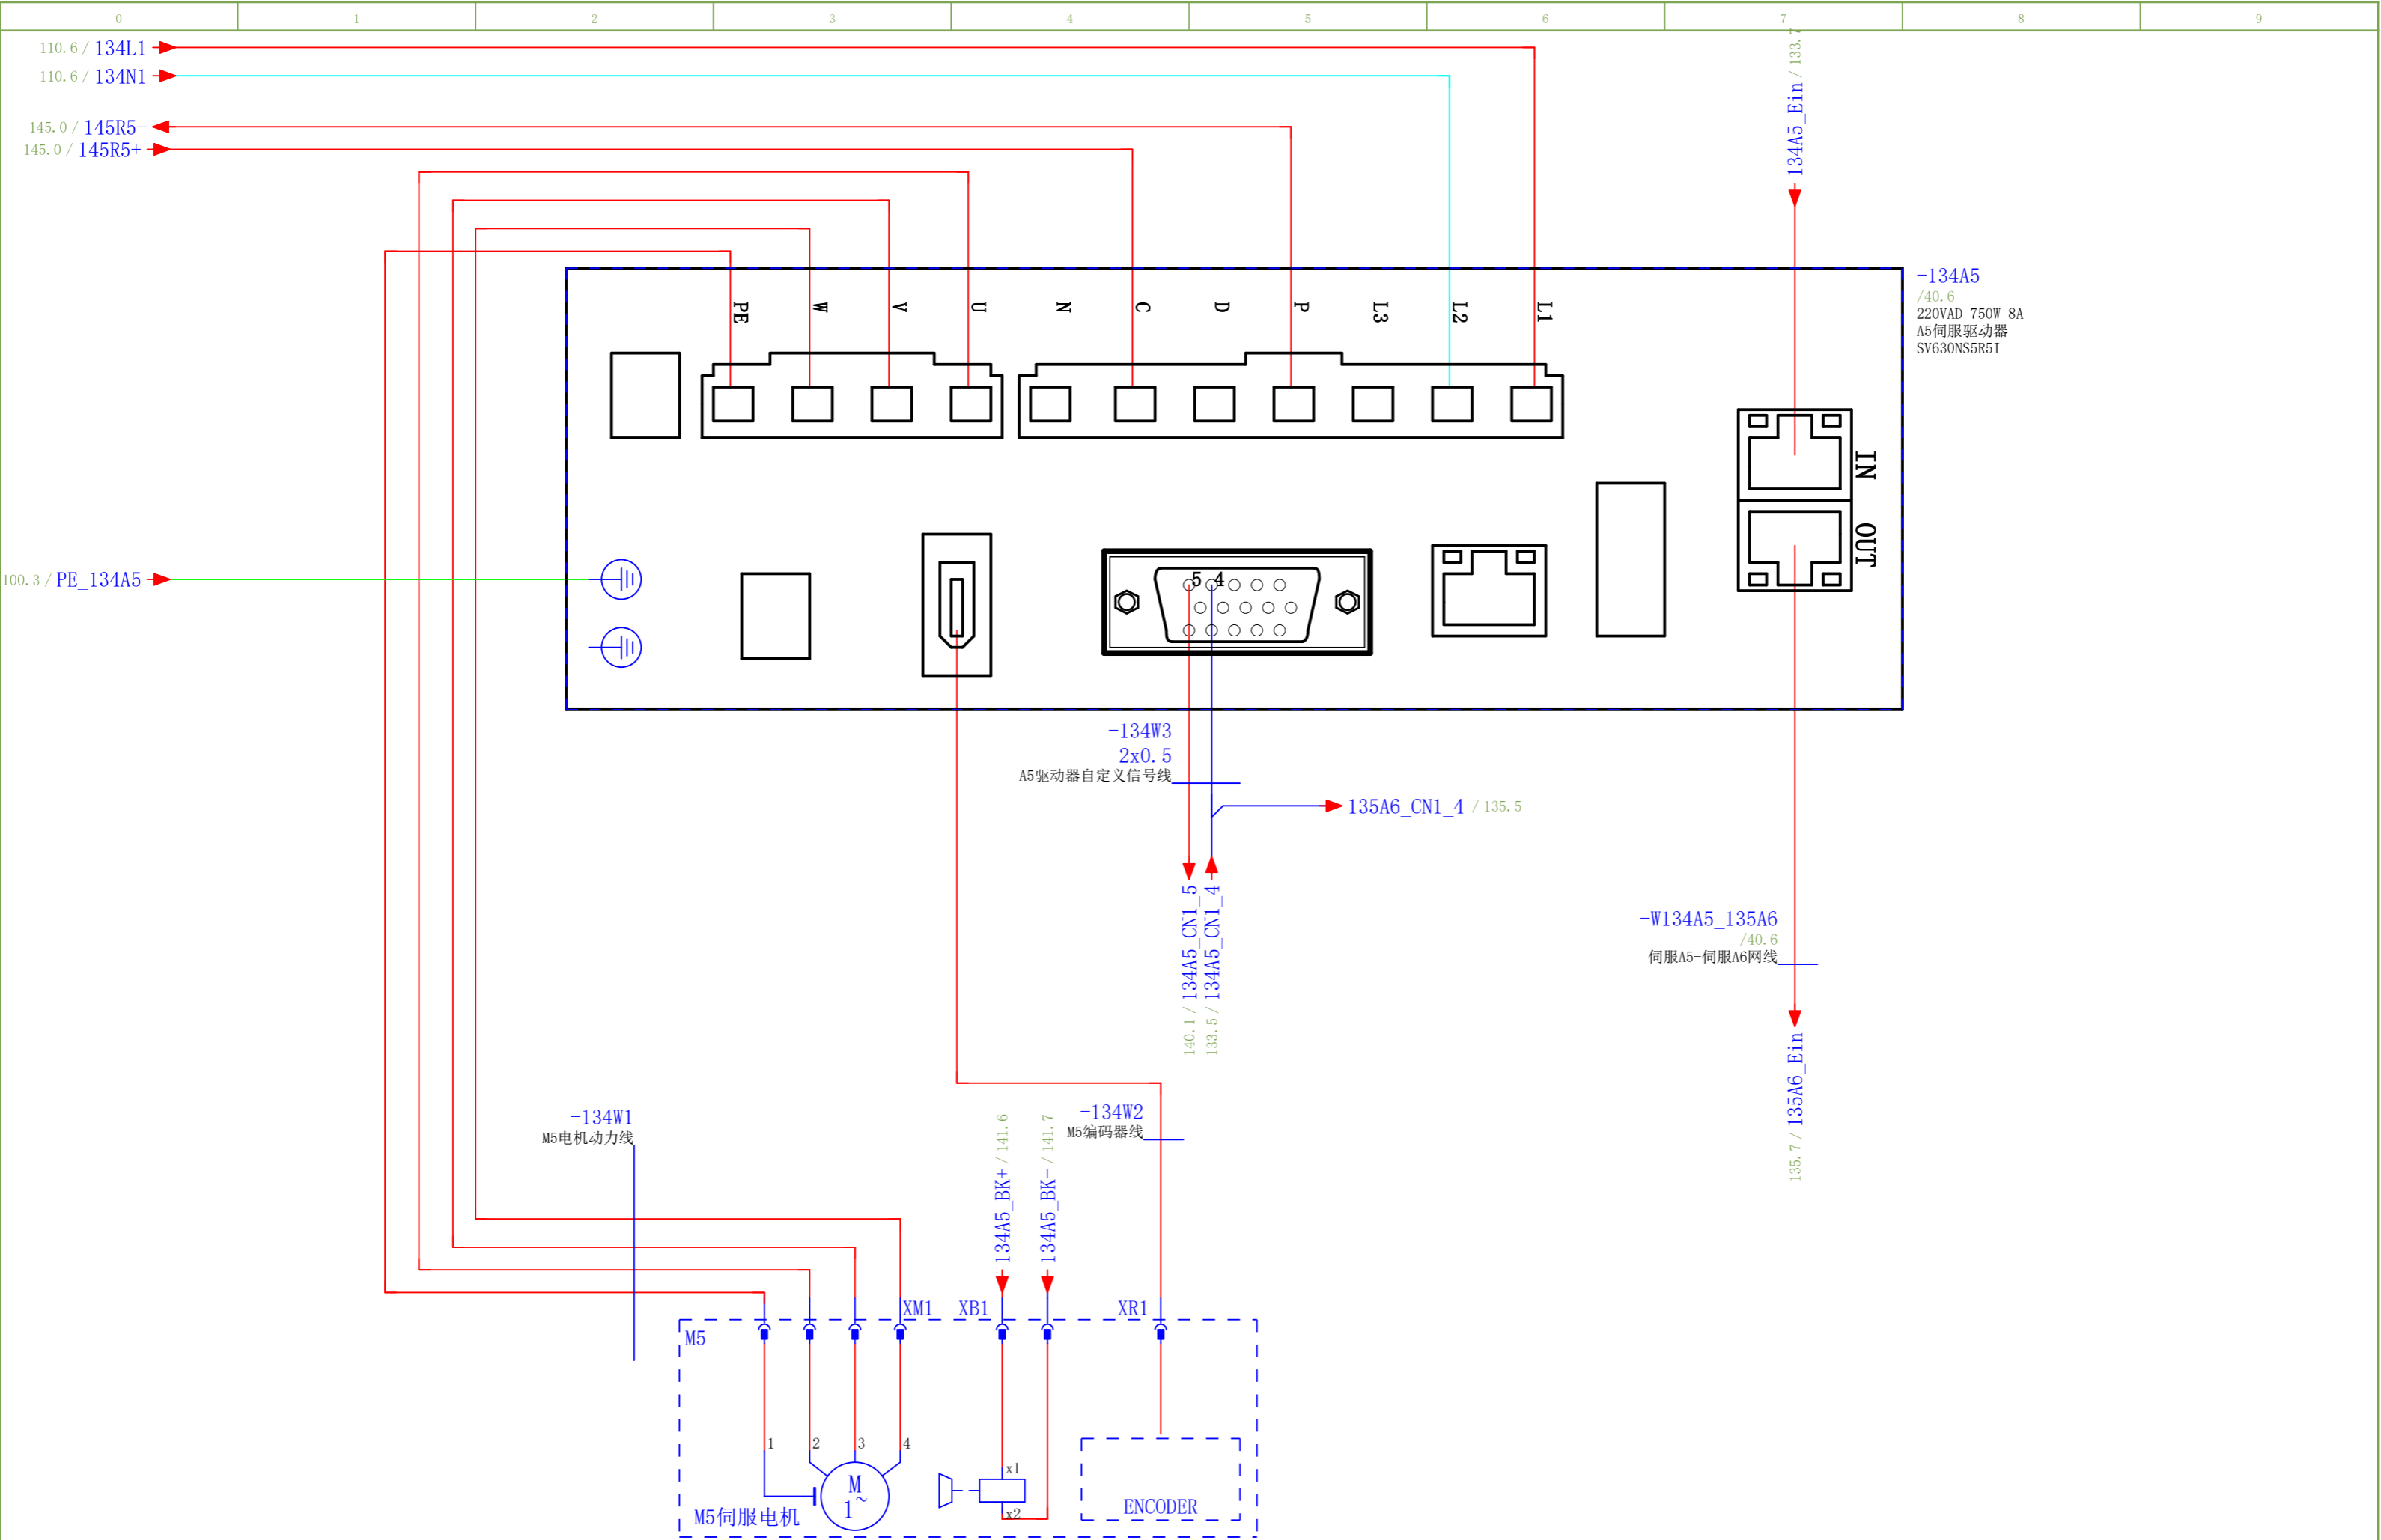 0 1 2 3 4 5 6 7 8 9
110.6 / 134L1
110.6 / 134N1
145.0 / 145R5-
145.0 / 145R5+
134A5_Ein / 133.7
-134A5
/40.6
220VAD 750W 8A
A5伺服驱动器
SV630NS5R5I
PE W V U N C D P L3 L2 L1
IN
OUT
100.3 / PE_134A5
5 4
-134W3
2x0.5
A5驱动器自定义信号线
135A6_CN1_4 / 135.5
140.1 / 134A5_CN1_5
133.5 / 134A5_CN1_4
-W134A5_135A6
/40.6
伺服A5-伺服A6网线
135.7 / 135A6_Ein
-134W1
M5电机动力线
134A5_BK+ / 141.6
134A5_BK- / 141.7
-134W2
M5编码器线
XM1 XB1 XR1
M5
1 2 3 4
M
1~
x1
x2
M5伺服电机
ENCODER